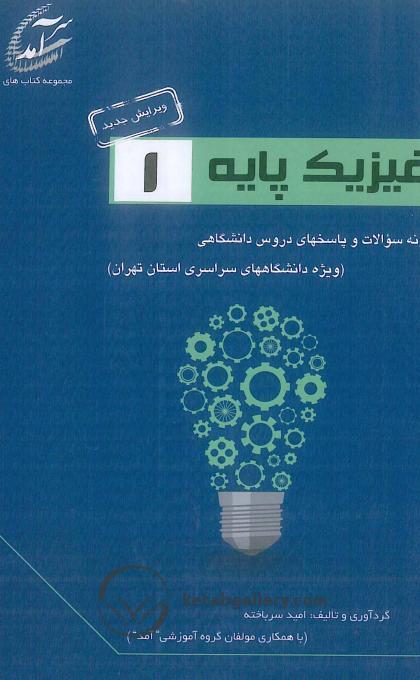 سرآمد
مجموعه کتاب های
ویرایش جدید
فیزیک پایه ۱
نه سؤالات و پاسخهای دروس دانشگاهی
(ویژه دانشگاههای سراسری استان تهران)
ketabgallery.com
گردآوری و تالیف: امید سرباخته
(با همکاری مولفان گروه آموزشی "آمد")